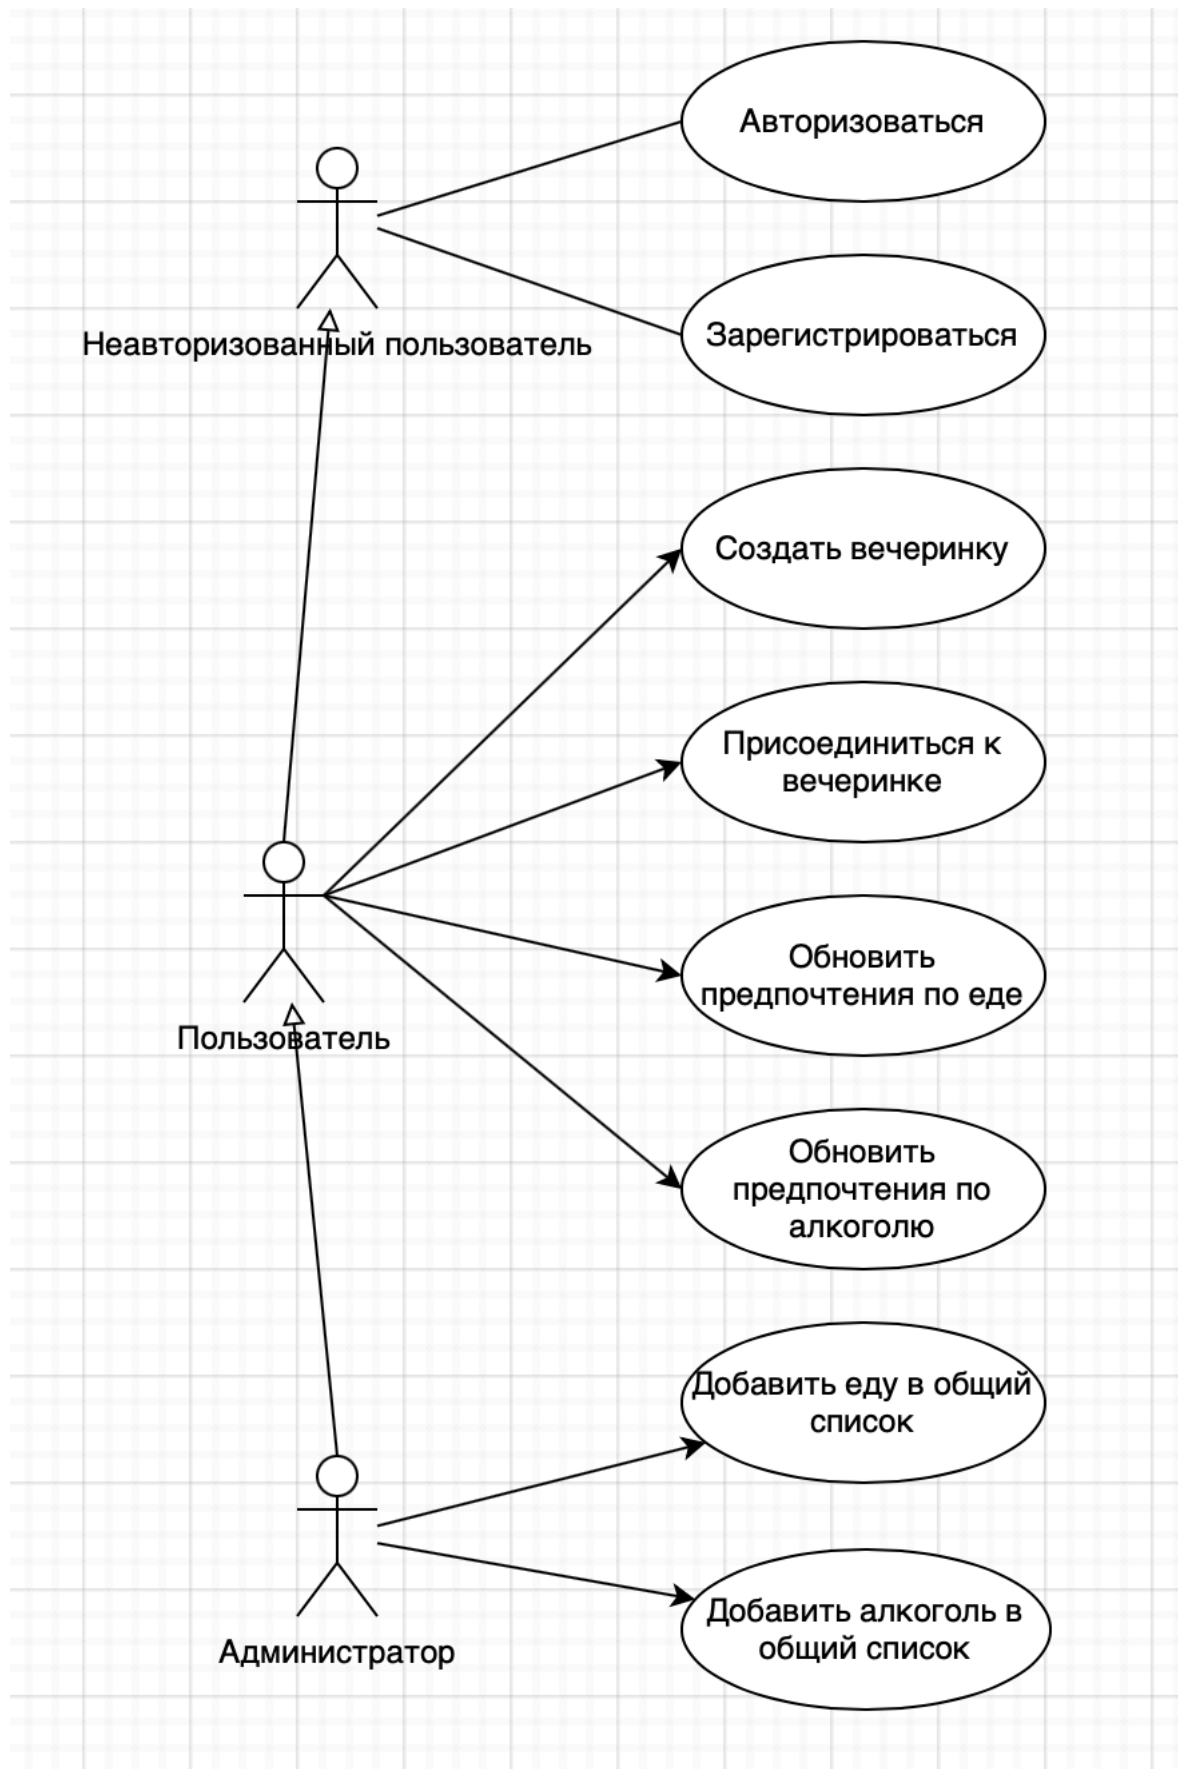 Авторизоваться
Неавторизованный пользователь
Зарегистрироваться
Создать вечеринку
Присоединиться к
вечеринке
Обновить
предпочтения по еде
Пользователь
Обновить
предпочтения по
алкоголю
Добавить еду в общий
список
Администратор
Добавить алкоголь в
общий список